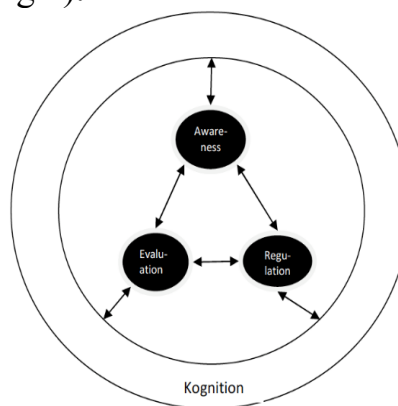 Aware-
ness
Evalu-
ation
Regu-
lation
Kognition